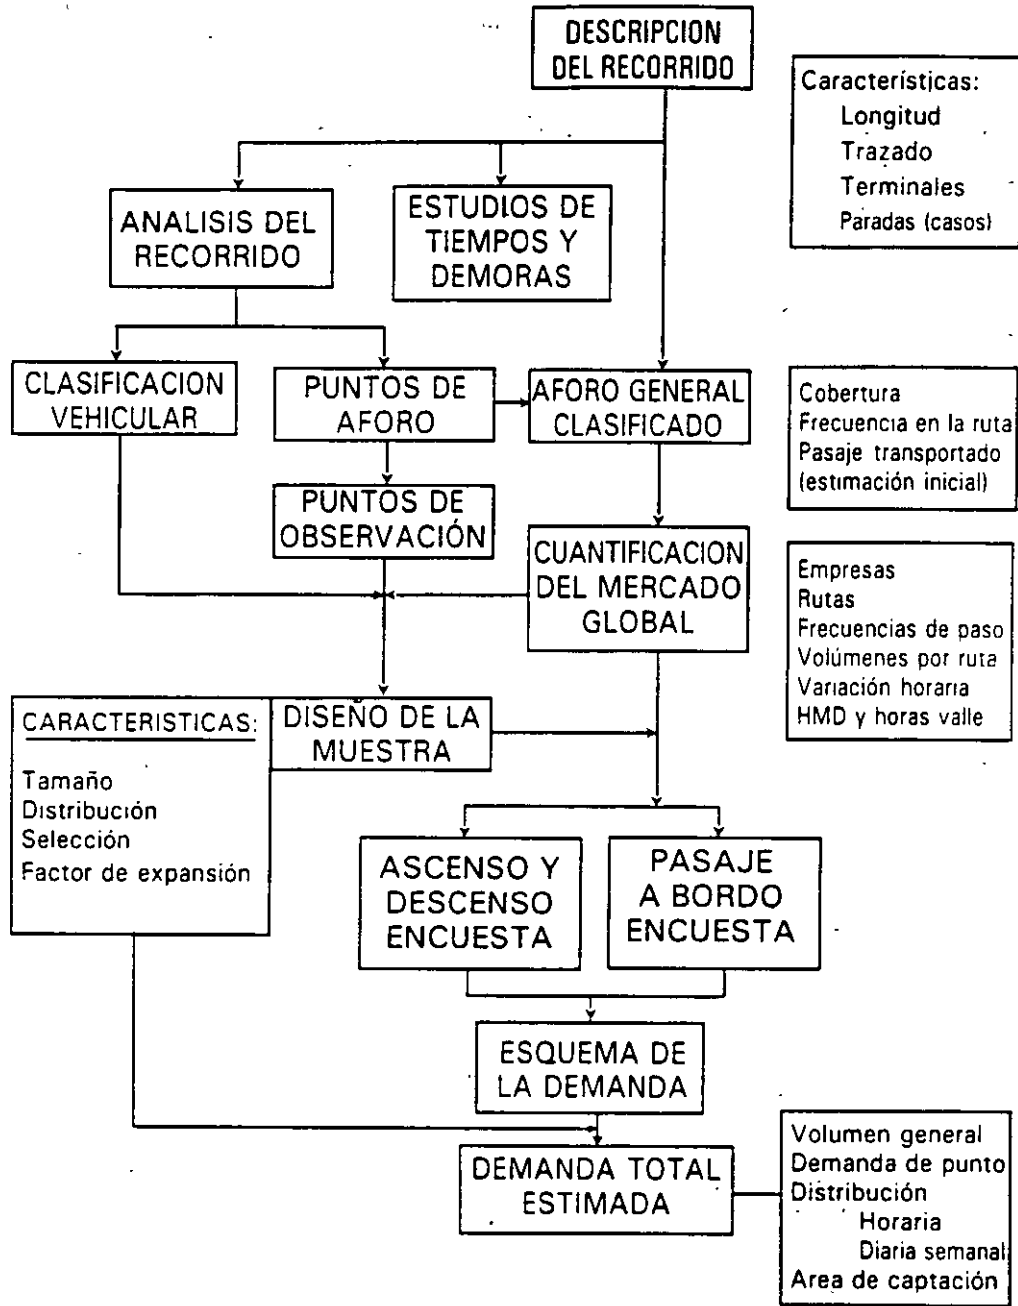 DESCRIPCION
DEL RECORRIDO
Características:
Longitud
Trazado
Terminales
Paradas (casos)
ANALISIS DEL
RECORRIDO
ESTUDIOS DE
TIEMPOS Y
DEMORAS
CLASIFICACION
VEHICULAR
PUNTOS DE
AFORO
AFORO GENERAL
CLASIFICADO
Cobertura
Frecuencia en la ruta
Pasaje transportado
(estimación inicial)
PUNTOS DE
OBSERVACIÓN
CUANTIFICACION
DEL MERCADO
GLOBAL
Empresas
Rutas
Frecuencias de paso
Volúmenes por ruta
Variación horaria
HMD y horas valle
CARACTERISTICAS:
Tamaño
Distribución
Selección
Factor de expansión
DISEÑO DE LA
MUESTRA
ASCENSO Y
DESCENSO
ENCUESTA
PASAJE
A BORDO
ENCUESTA
ESQUEMA DE
LA DEMANDA
DEMANDA TOTAL
ESTIMADA
Volumen general
Demanda de punto
Distribución
Horaria
Diaria semanal
Area de captación